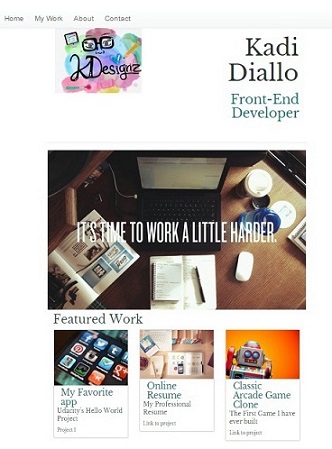 Home My Work About Contact
KDesignz
Kadi
Diallo
Front-End
Developer
IT'S TIME TO WORK A LITTLE HARDER.
Featured Work
My Favorite
app
Udacity's Hello World
Project
Project 1
Online
Resume
My Professional
Resume
Link to project
Classic
Arcade Game
Clone
The First Game I have
ever built
Link to project